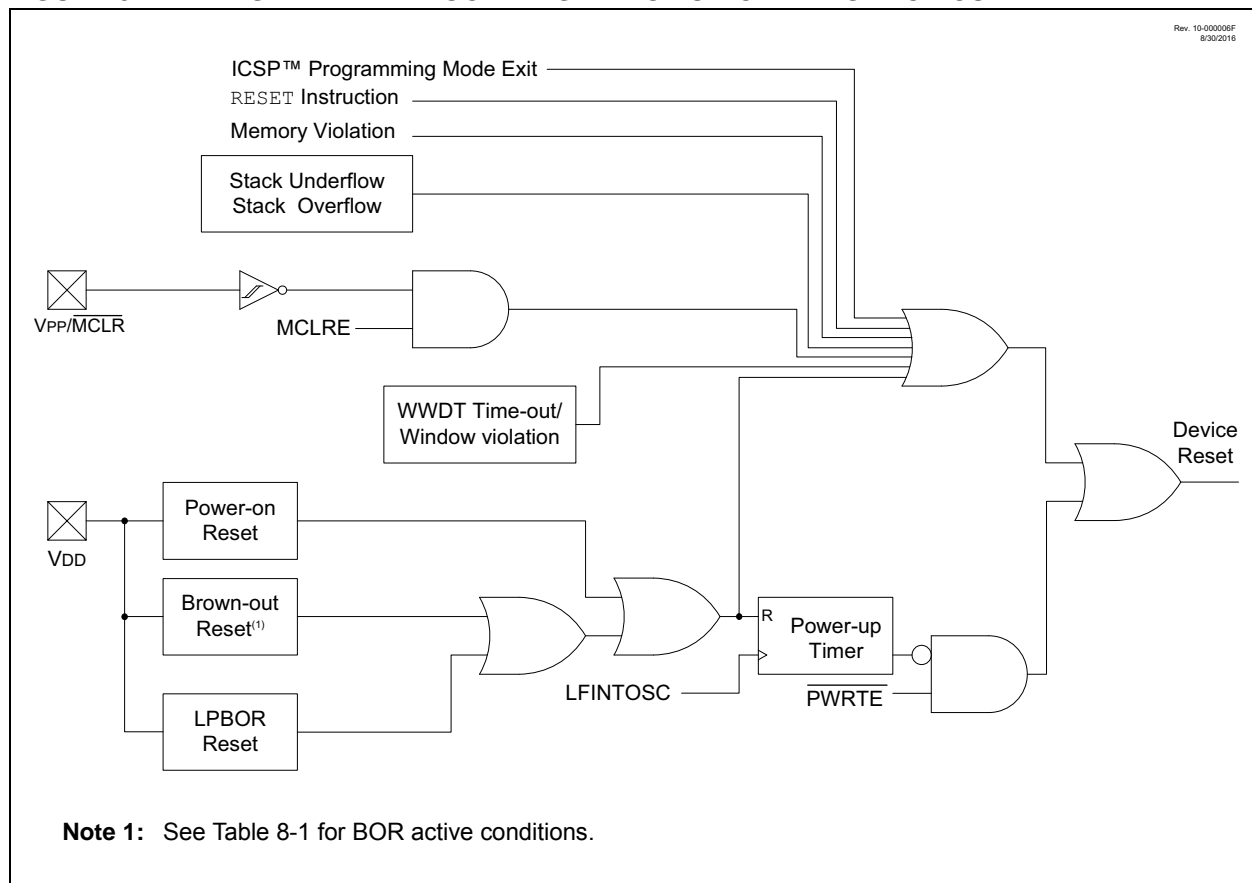 Rev. 10-000006F
8/30/2016
ICSP™ Programming Mode Exit
RESET Instruction
Memory Violation
Stack Underflow
Stack Overflow
VPP/MCLR
MCLRE
WWDT Time-out/
Window violation
Device
Reset
VDD
Power-on
Reset
Brown-out
Reset(1)
LPBOR
Reset
R
Power-up
Timer
LFINTOSC
PWRTE
Note 1: See Table 8-1 for BOR active conditions.